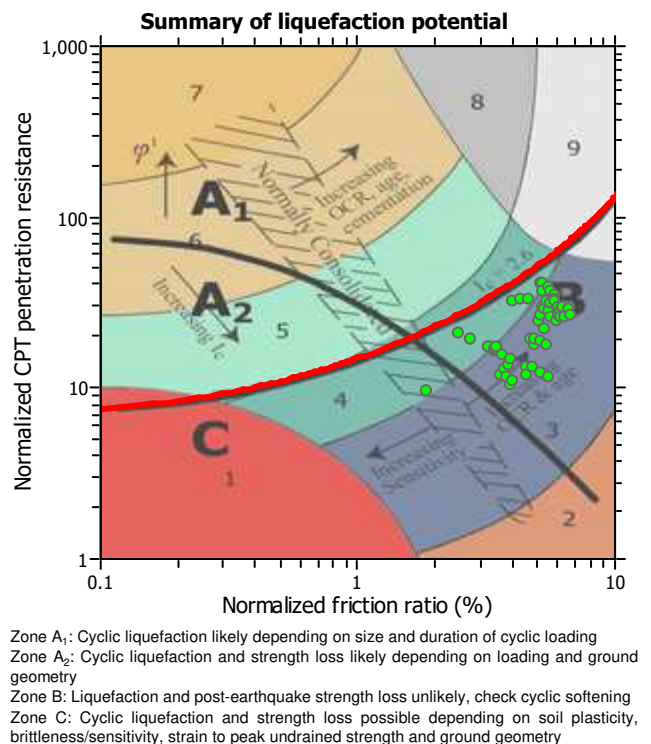 Summary of liquefaction potential
1,000
7
8
9
φ'
Increasing
OCR, age,
cementation
A1
Normally Consolidated
100
6
Ic = 2.6
A2
B
Increasing Ic
5
10
4
OCR & age
C
3
Increasing
Sensitivity
1
2
1
0.1
1
10
Normalized CPT penetration resistance
Normalized friction ratio (%)
Zone A1: Cyclic liquefaction likely depending on size and duration of cyclic loading
Zone A2: Cyclic liquefaction and strength loss likely depending on loading and ground
geometry
Zone B: Liquefaction and post-earthquake strength loss unlikely, check cyclic softening
Zone C: Cyclic liquefaction and strength loss possible depending on soil plasticity,
brittleness/sensitivity, strain to peak undrained strength and ground geometry